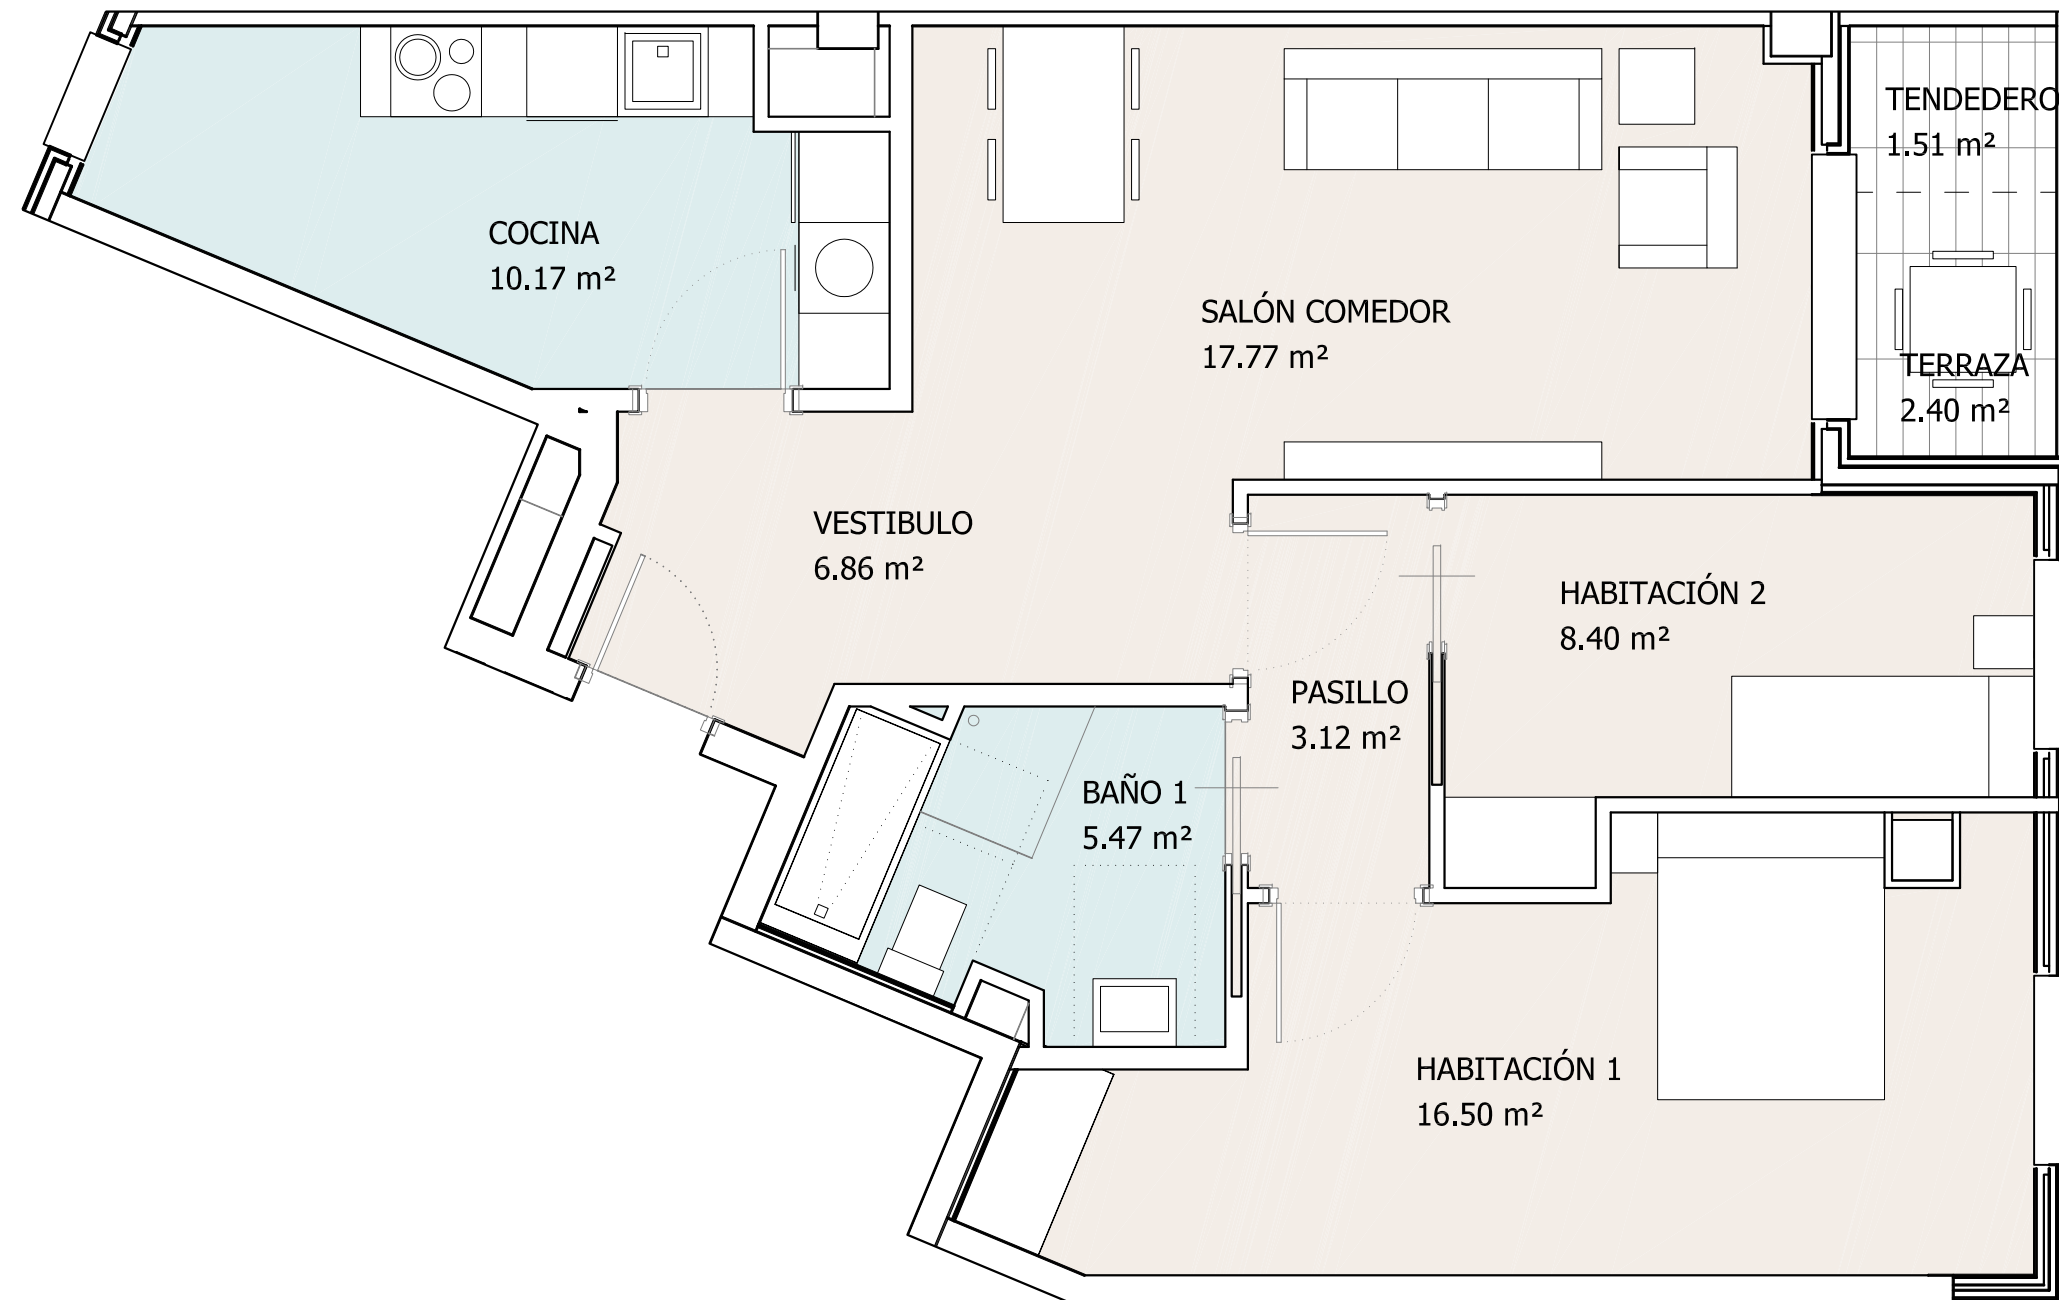 TENDEDERO
1.51 m²
COCINA
10.17 m²
SALÓN COMEDOR
17.77 m²
TERRAZA
2.40 m²
VESTIBULO
6.86 m²
HABITACIÓN 2
8.40 m²
PASILLO
3.12 m²
BAÑO 1
5.47 m²
HABITACIÓN 1
16.50 m²